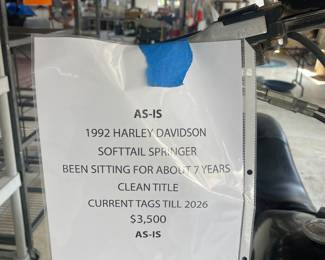 AS-IS
1992 HARLEY DAVIDSON
SOFTTAIL SPRINGER
BEEN SITTING FOR ABOUT 7 YEARS
CLEAN TITLE
CURRENT TAGS TILL 2026
$3,500
AS-IS